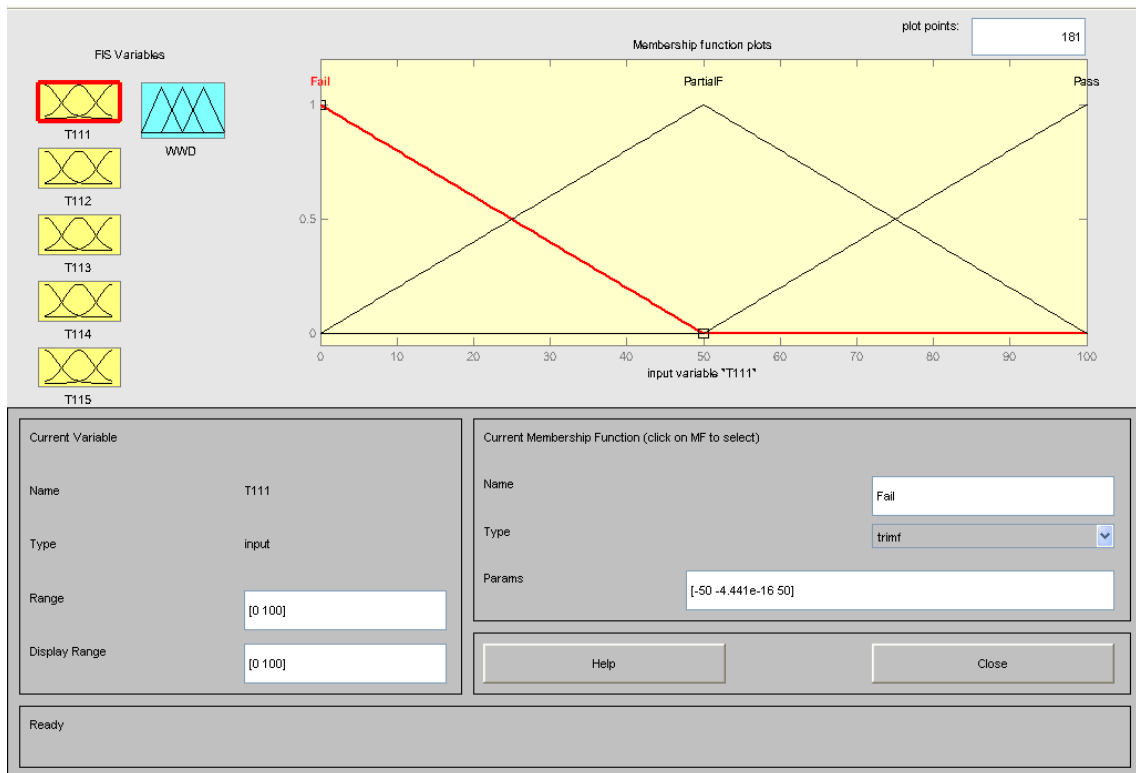 plot points:
181
FIS Variables
Membership function plots
Fail
PartialF
Pass
T111
WWD
T112
T113
T114
T115
1
0.5
0
0 10 20 30 40 50 60 70 80 90 100
input variable "T111"
Current Variable
Name T111
Type input
Range [0 100]
Display Range [0 100]
Current Membership Function (click on MF to select)
Name Fail
Type trimf
Params [-50 -4.441e-16 50]
Help Close
Ready